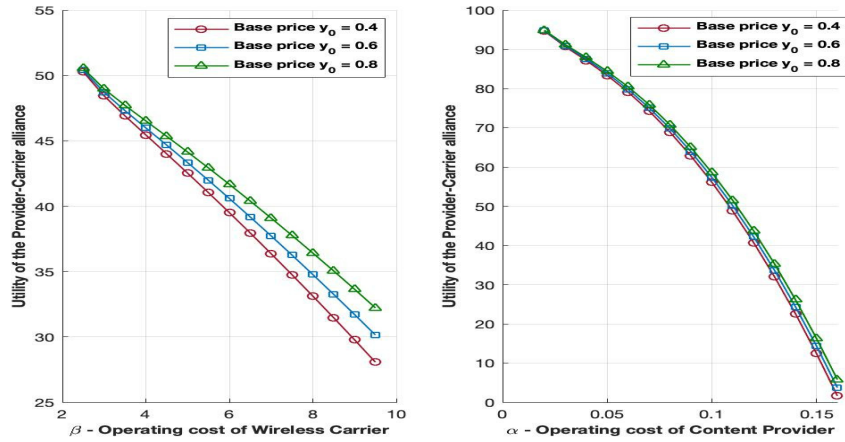 55
50
45
40
35
30
25
2
4
6
8
10
Utility of the Provider-Carrier alliance
β - Operating cost of Wireless Carrier
Base price y0 = 0.4
Base price y0 = 0.6
Base price y0 = 0.8
100
90
80
70
60
50
40
30
20
10
0
0
0.05
0.1
0.15
Utility of the Provider-Carrier alliance
α - Operating cost of Content Provider
Base price y0 = 0.4
Base price y0 = 0.6
Base price y0 = 0.8